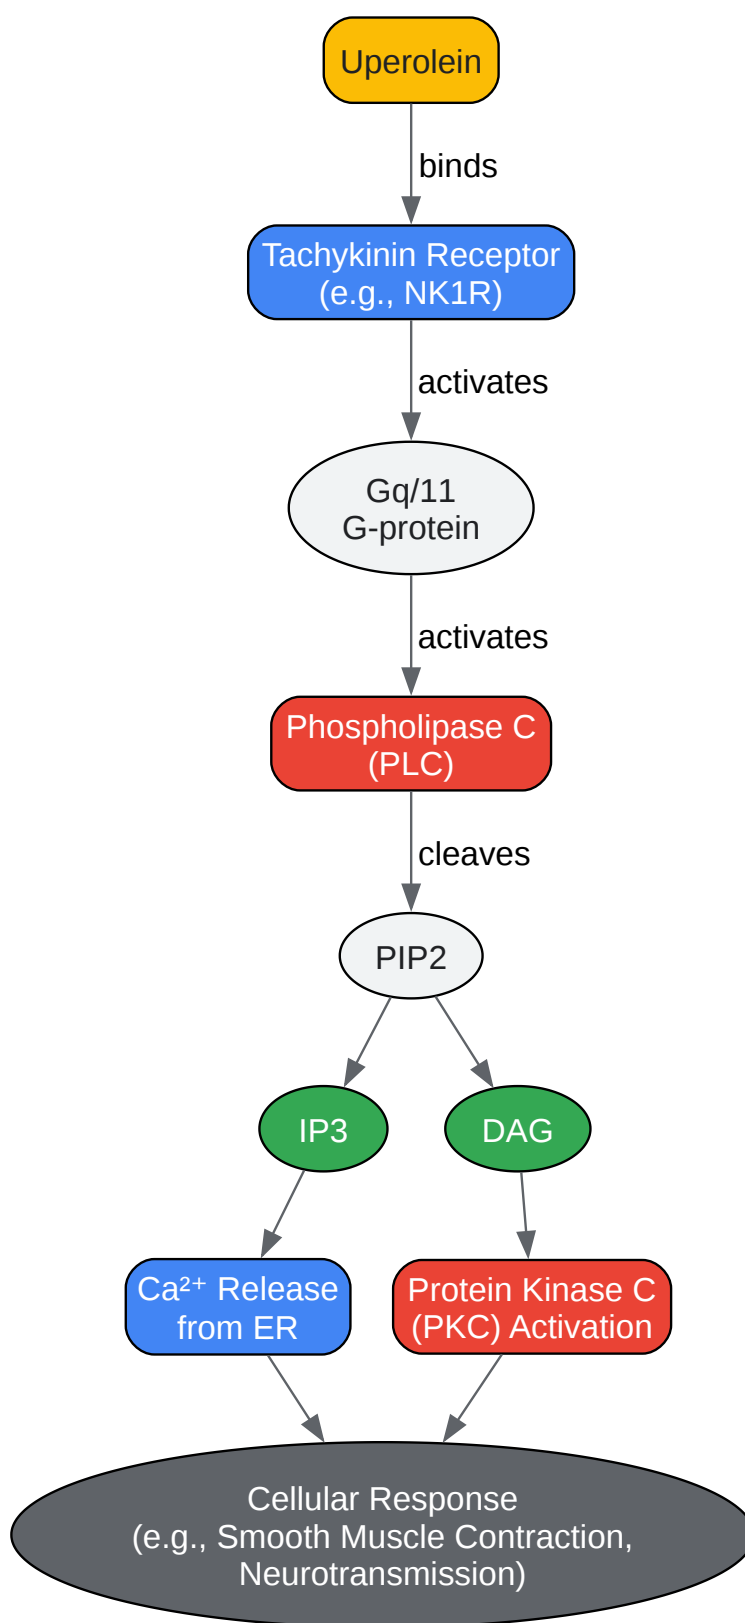 Uperolein
binds
Tachykinin Receptor
(e.g., NK1R)
activates
Gq/11
G-protein
activates
Phospholipase C
(PLC)
cleaves
PIP2
IP3
DAG
Ca²⁺ Release
from ER
Protein Kinase C
(PKC) Activation
Cellular Response
(e.g., Smooth Muscle Contraction,
Neurotransmission)